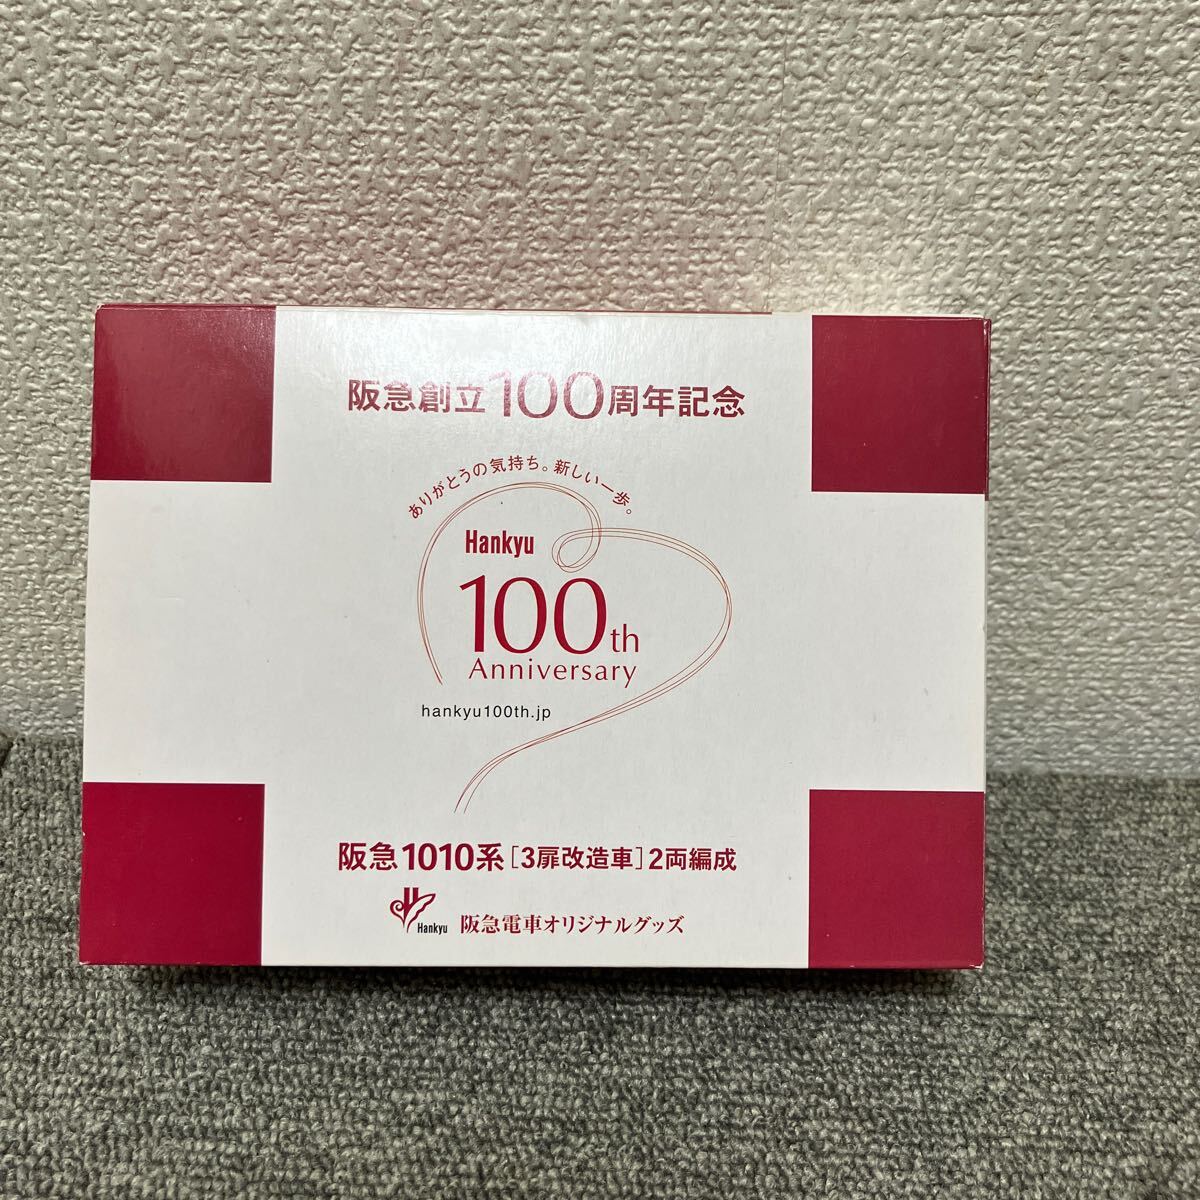 阪急創立100周年記念
ありがとうの気持ち。新しい一歩。
Hankyu
100th
Anniversary
hankyu100th.jp
阪急1010系[3扉改造車]2両編成
Hankyu 阪急電車オリジナルグッズ